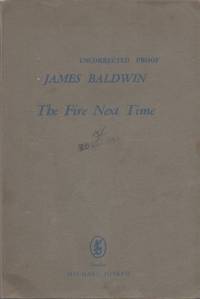 UNCORRECTED PROOF
JAMES BALDWIN
The Fire Next Time
MICHAEL JOSEPH